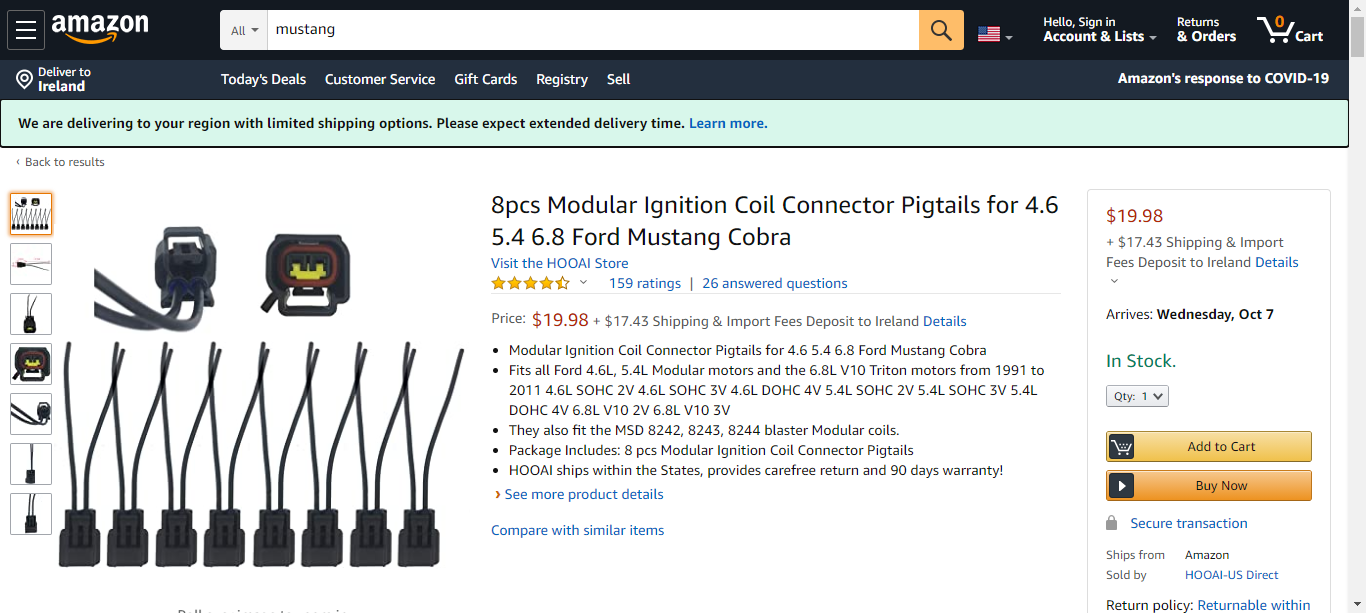 amazon
All
mustang
Hello, Sign in
Account & Lists
Returns
& Orders
0
Cart
Deliver to
Ireland
Today's Deals
Customer Service
Gift Cards
Registry
Sell
Amazon's response to COVID-19
We are delivering to your region with limited shipping options. Please expect extended delivery time. Learn more.
‹ Back to results
8pcs Modular Ignition Coil Connector Pigtails for 4.6
5.4 6.8 Ford Mustang Cobra
Visit the HOOAI Store
159 ratings | 26 answered questions
Price: $19.98 + $17.43 Shipping & Import Fees Deposit to Ireland Details
• Modular Ignition Coil Connector Pigtails for 4.6 5.4 6.8 Ford Mustang Cobra
• Fits all Ford 4.6L, 5.4L Modular motors and the 6.8L V10 Triton motors from 1991 to
2011 4.6L SOHC 2V 4.6L SOHC 3V 4.6L DOHC 4V 5.4L SOHC 2V 5.4L SOHC 3V 5.4L
DOHC 4V 6.8L V10 2V 6.8L V10 3V
• They also fit the MSD 8242, 8243, 8244 blaster Modular coils.
• Package Includes: 8 pcs Modular Ignition Coil Connector Pigtails
• HOOAI ships within the States, provides carefree return and 90 days warranty!
› See more product details
Compare with similar items
$19.98
+ $17.43 Shipping & Import
Fees Deposit to Ireland Details
Arrives: Wednesday, Oct 7
In Stock.
Qty: 1
Add to Cart
Buy Now
Secure transaction
Ships from Amazon
Sold by HOOAI-US Direct
Return policy: Returnable within